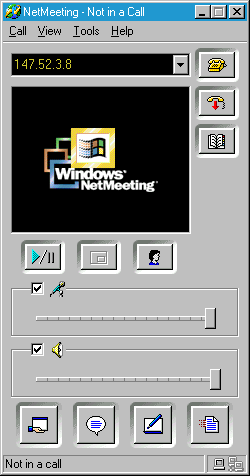 NetMeeting - Not in a Call
Call View Tools Help
147.52.3.8
Windows
NetMeeting
Not in a call